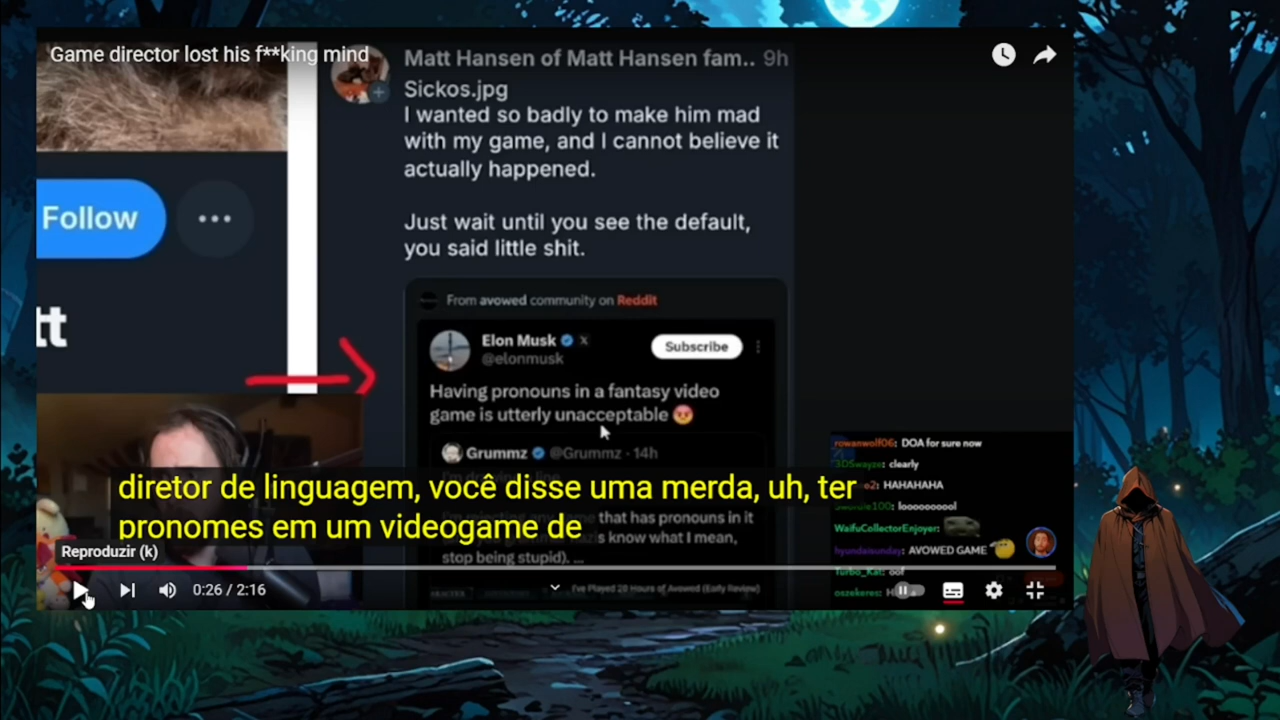 Game director lost his f**king mind
Matt Hansen of Matt Hansen fam.. 9h
Sickos.jpg
I wanted so badly to make him mad
with my game, and I cannot believe it
actually happened.
Just wait until you see the default,
you said little shit.
Follow
tt
From avowed community on Reddit
Elon Musk X
@elonmusk
Subscribe
Having pronouns in a fantasy video
game is utterly unacceptable
Grummz @Grummz · 14h
that has pronouns in it
s know what I mean,
stop being stupid). ...
I've Played 20 Hours of Avowed (Early Review)
rowanwolf06: DOA for sure now
3DSwayze: clearly
o2: HAHAHAHA
100: looooooooool
WaifuCollectorEnjoyer:
hyundaisunday: AVOWED GAME
Turbo_Kat: oof
oszekeres: H
diretor de linguagem, você disse uma merda, uh, ter
pronomes em um videogame de
Reproduzir (k)
0:26 / 2:16